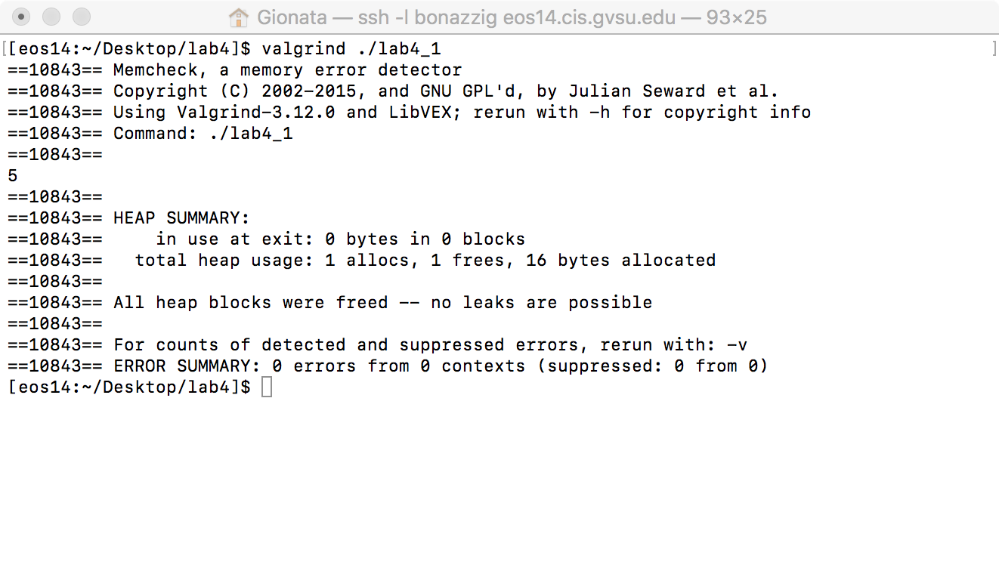 Gionata — ssh -l bonazzig eos14.cis.gvsu.edu — 93×25
[[eos14:~/Desktop/lab4]$ valgrind ./lab4_1 ]
==10843== Memcheck, a memory error detector
==10843== Copyright (C) 2002-2015, and GNU GPL'd, by Julian Seward et al.
==10843== Using Valgrind-3.12.0 and LibVEX; rerun with -h for copyright info
==10843== Command: ./lab4_1
==10843==
5
==10843==
==10843== HEAP SUMMARY:
==10843==     in use at exit: 0 bytes in 0 blocks
==10843==   total heap usage: 1 allocs, 1 frees, 16 bytes allocated
==10843==
==10843== All heap blocks were freed -- no leaks are possible
==10843==
==10843== For counts of detected and suppressed errors, rerun with: -v
==10843== ERROR SUMMARY: 0 errors from 0 contexts (suppressed: 0 from 0)
[eos14:~/Desktop/lab4]$